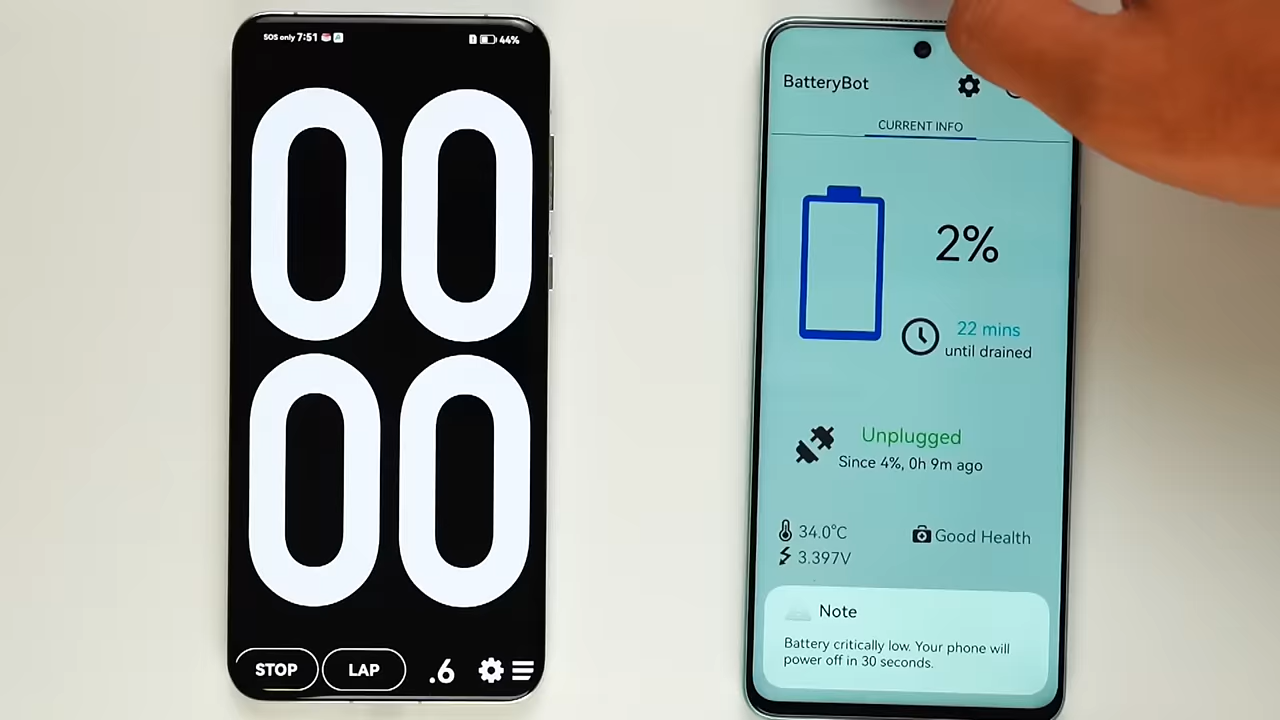 SOS only 7:51
44%
00
00
STOP
LAP
.6
BatteryBot
CURRENT INFO
2%
22 mins
until drained
Unplugged
Since 4%, 0h 9m ago
34.0°C
Good Health
3.397V
Note
Battery critically low. Your phone will
power off in 30 seconds.